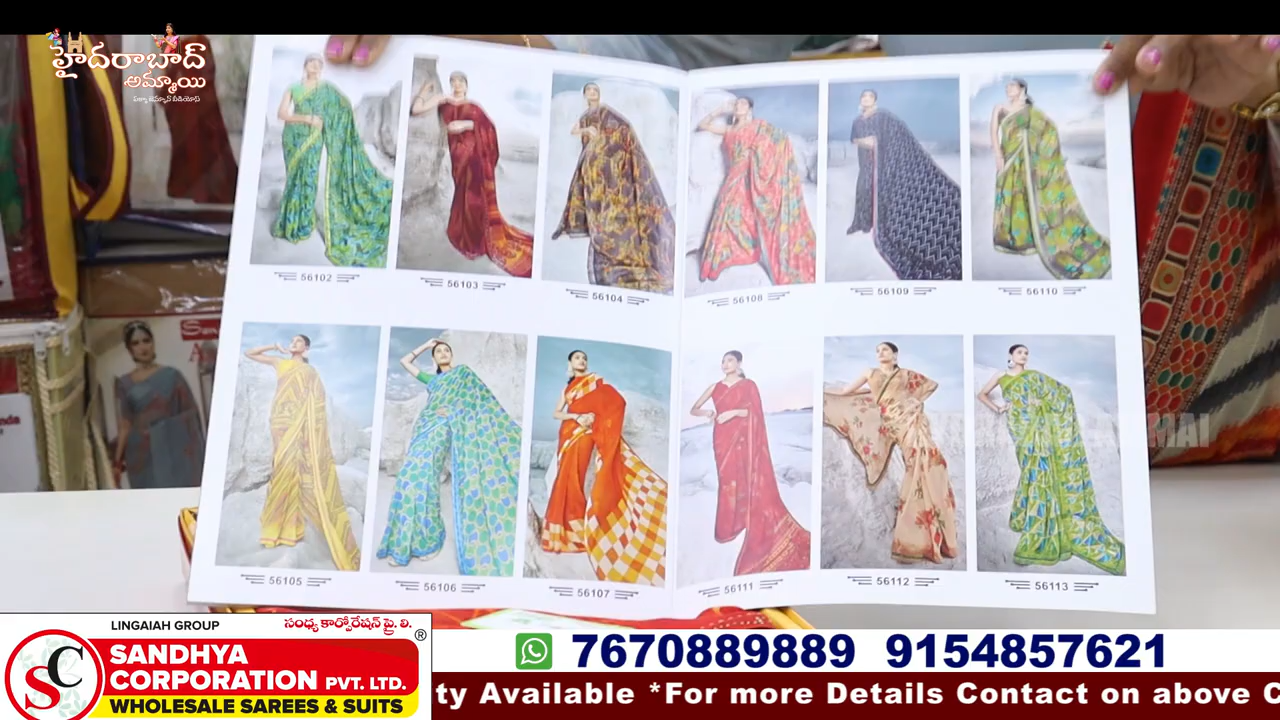 హైదరాబాద్
అమ్మాయి
56102
56103
56104
56108
56109
56110
56105
56106
56107
56111
56112
56113
MAI
LINGAIAH GROUP
సంధ్య కార్పోరేషన్ ప్రై. లి.
®
SC
SANDHYA
CORPORATION PVT. LTD.
WHOLESALE SAREES & SUITS
7670889889 9154857621
ty Available *For more Details Contact on above C